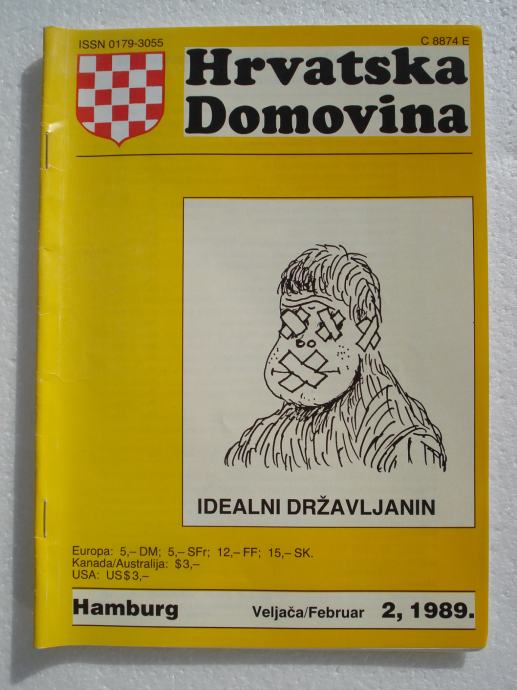 ISSN 0179-3055
C 8874 E
Hrvatska
Domovina
IDEALNI DRŽAVLJANIN
Europa: 5,– DM; 5,– SFr; 12,– FF; 15,– SK.
Kanada/Australija: $ 3,–
USA: US $ 3,–
Hamburg Veljača/Februar 2, 1989.